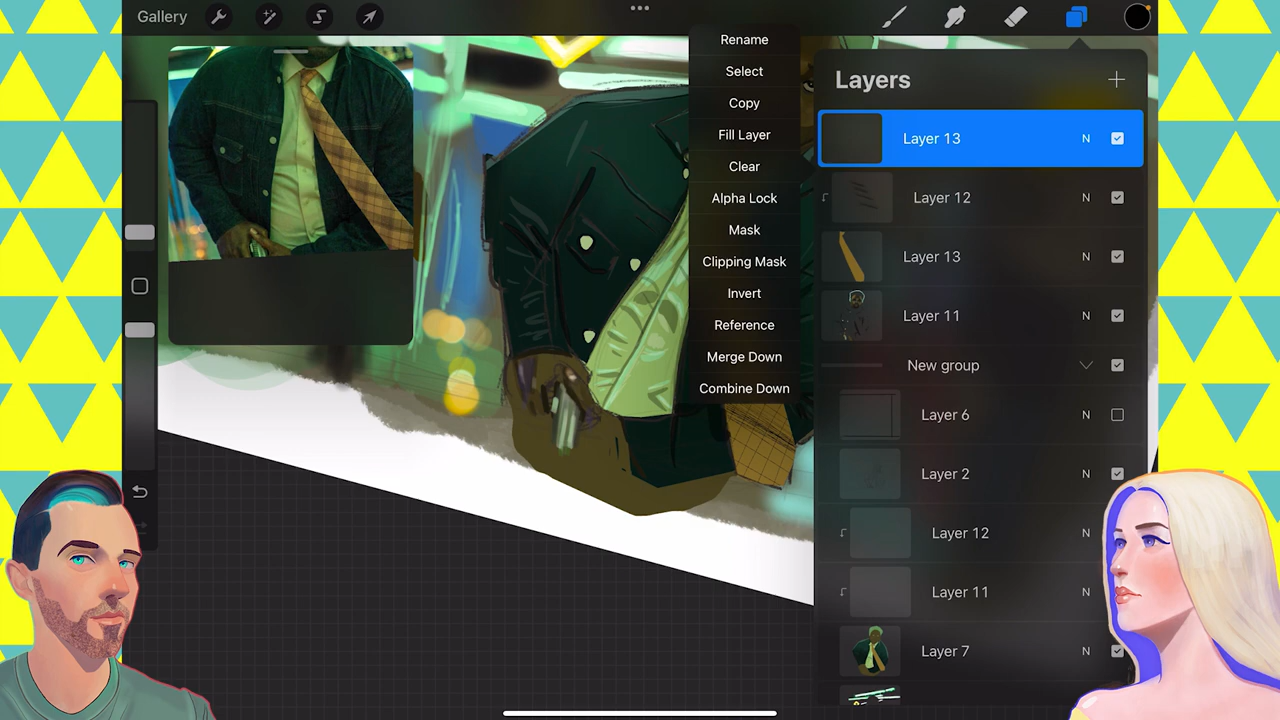 Gallery
Rename
Select
Copy
Fill Layer
Clear
Alpha Lock
Mask
Clipping Mask
Invert
Reference
Merge Down
Combine Down
Layers
Layer 13 N
Layer 12 N
Layer 13 N
Layer 11 N
New group
Layer 6 N
Layer 2 N
Layer 12 N
Layer 11 N
Layer 7 N